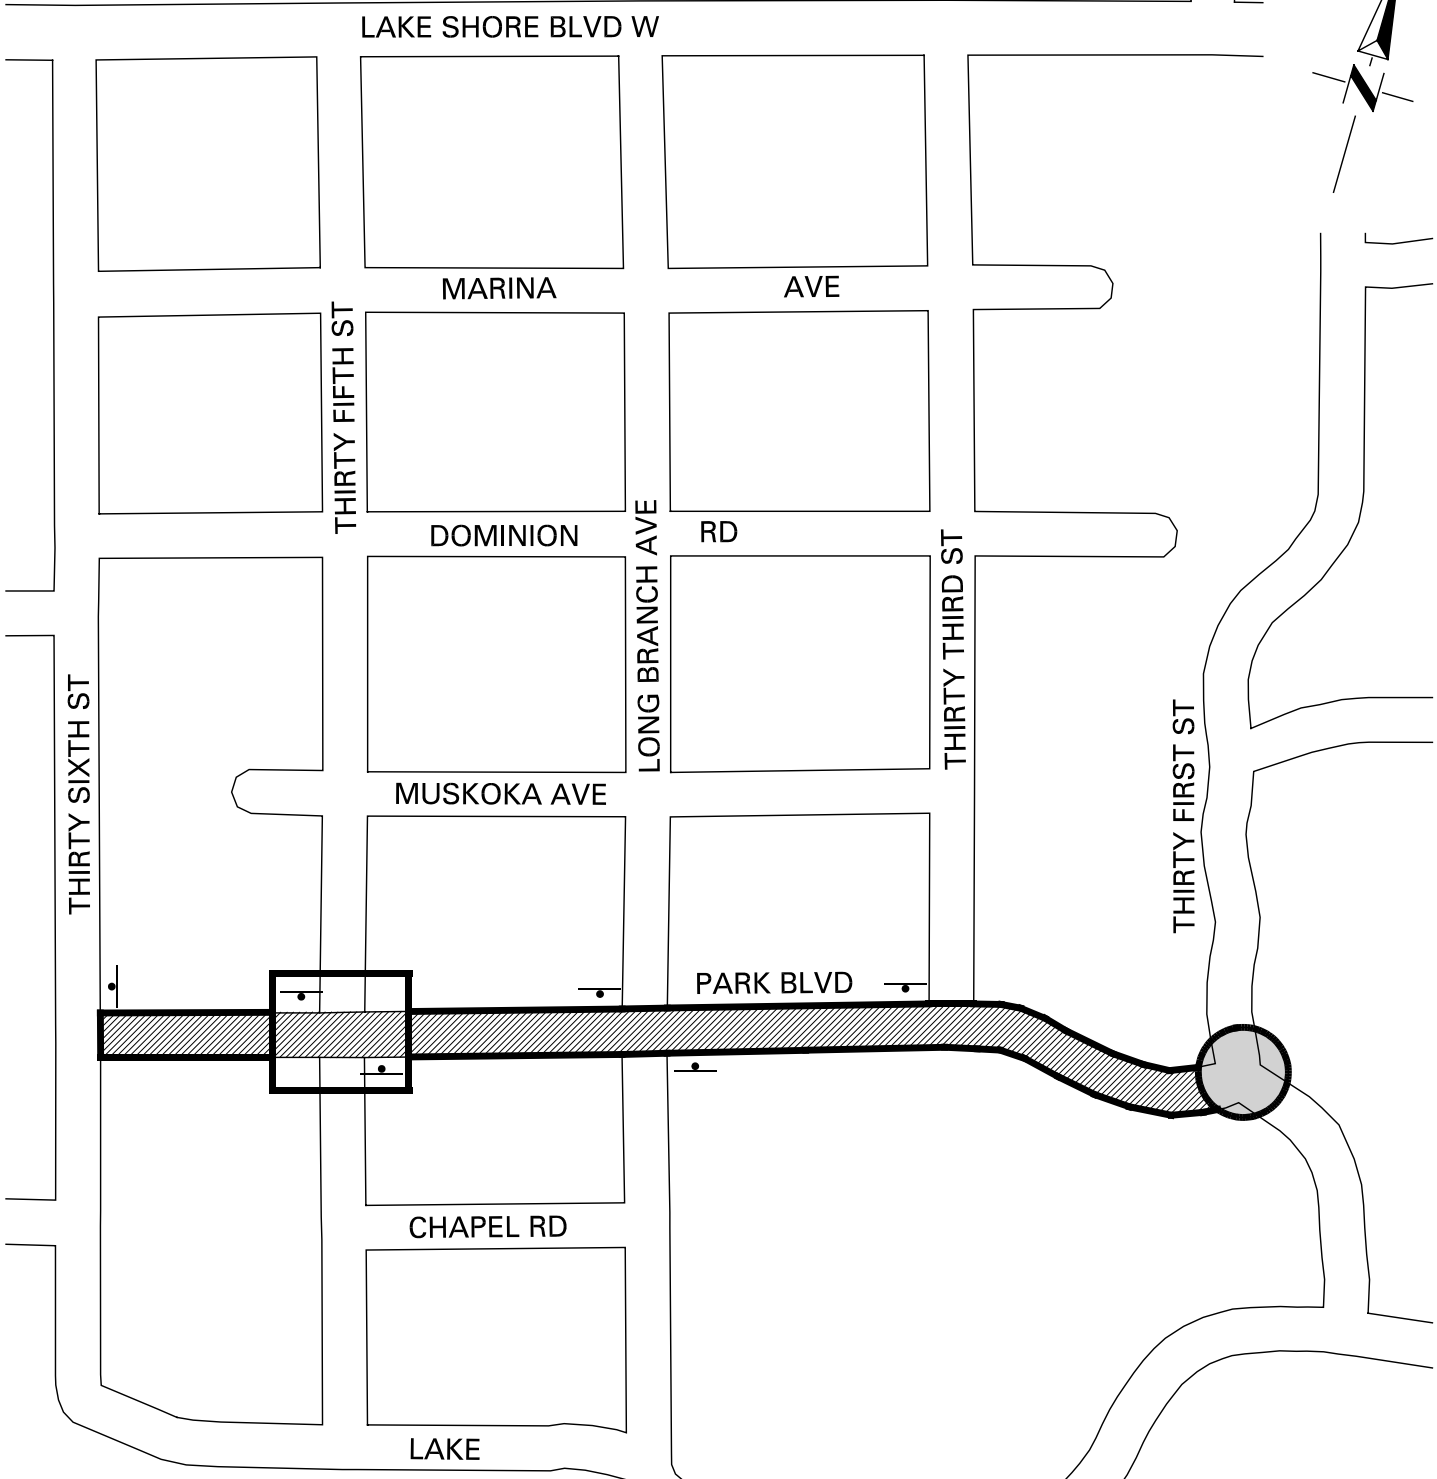 LAKE SHORE BLVD W
N
MARINA AVE
THIRTY FIFTH ST
DOMINION RD
LONG BRANCH AVE
THIRTY THIRD ST
THIRTY SIXTH ST
THIRTY FIRST ST
MUSKOKA AVE
PARK BLVD
CHAPEL RD
LAKE